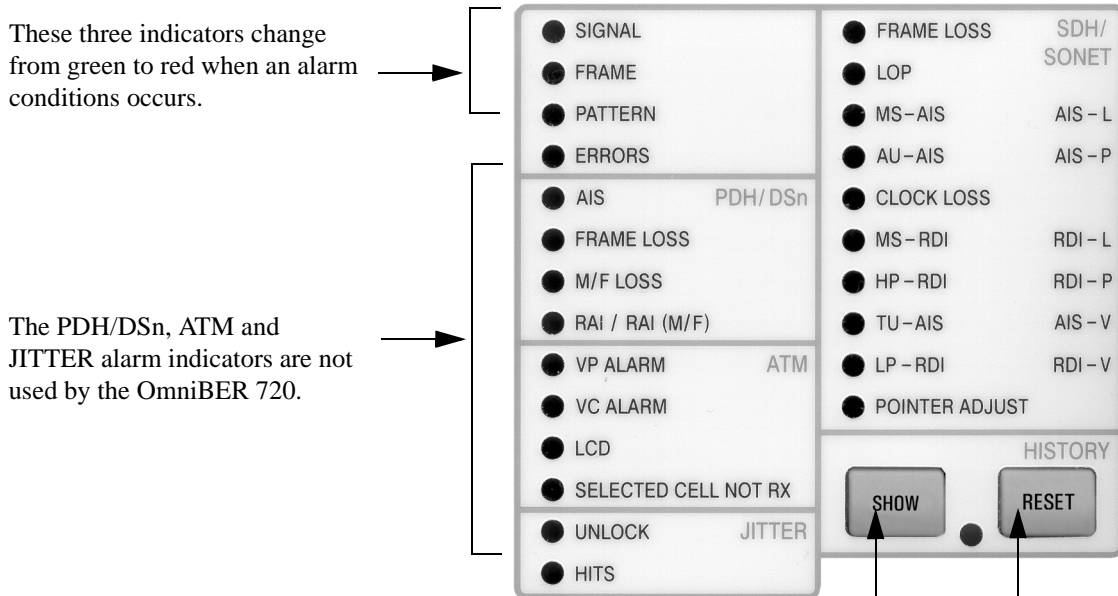 These three indicators change
from green to red when an alarm
conditions occurs.
The PDH/DSn, ATM and
JITTER alarm indicators are not
used by the OmniBER 720.
SIGNAL
FRAME
PATTERN
ERRORS
AIS PDH/DSn
FRAME LOSS
M/F LOSS
RAI / RAI (M/F)
VP ALARM ATM
VC ALARM
LCD
SELECTED CELL NOT RX
UNLOCK JITTER
HITS
FRAME LOSS SDH/
SONET
LOP
MS-AIS AIS-L
AU-AIS AIS-P
CLOCK LOSS
MS-RDI RDI-L
HP-RDI RDI-P
TU-AIS AIS-V
LP-RDI RDI-V
POINTER ADJUST
HISTORY
SHOW RESET